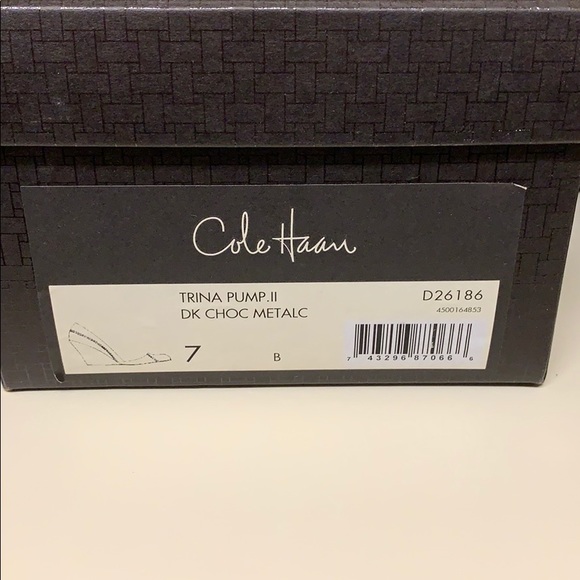 Cole Haan
TRINA PUMP.II
DK CHOC METALC
7 B
D26186
4500164853
7 43296 87066 6